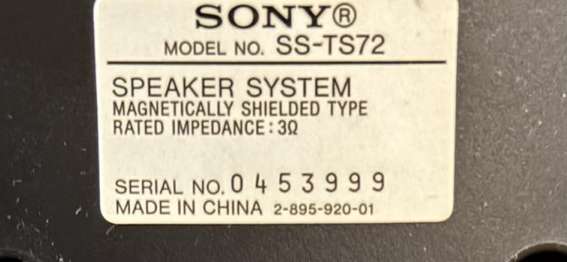 SONY®
MODEL NO. SS-TS72
SPEAKER SYSTEM
MAGNETICALLY SHIELDED TYPE
RATED IMPEDANCE : 3Ω
SERIAL NO. 0453999
MADE IN CHINA 2-895-920-01